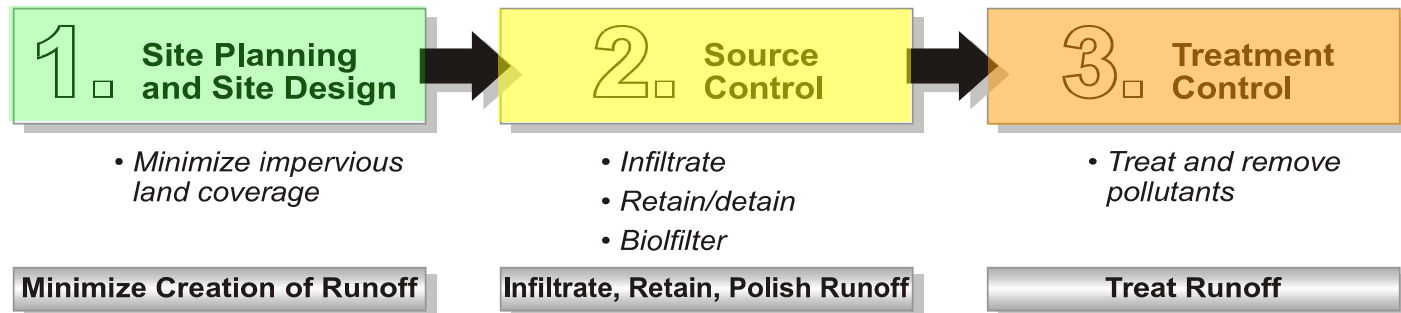 1. Site Planning
and Site Design
• Minimize impervious
land coverage
Minimize Creation of Runoff
2. Source
Control
• Infiltrate
• Retain/detain
• Biolfilter
Infiltrate, Retain, Polish Runoff
3. Treatment
Control
• Treat and remove
pollutants
Treat Runoff